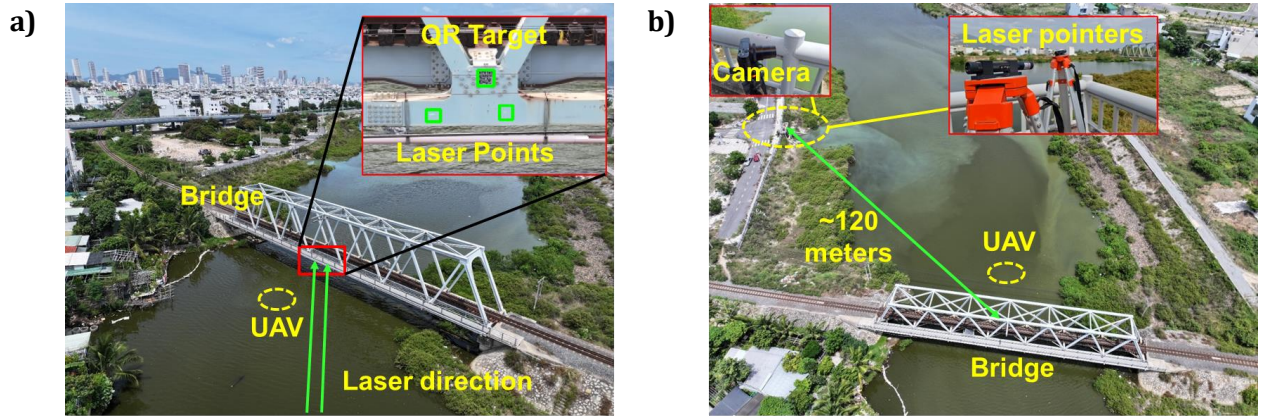 a)
QR Target
Laser Points
Bridge
UAV
Laser direction
b)
Camera
Laser pointers
~120
meters
UAV
Bridge